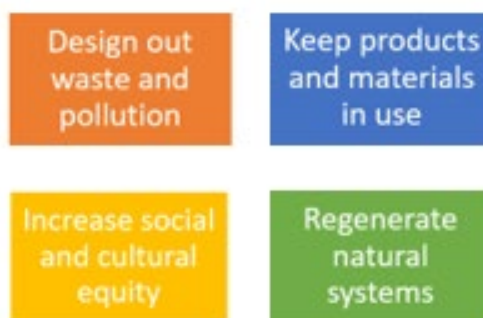 Design out
waste and
pollution
Keep products
and materials
in use
Increase social
and cultural
equity
Regenerate
natural
systems